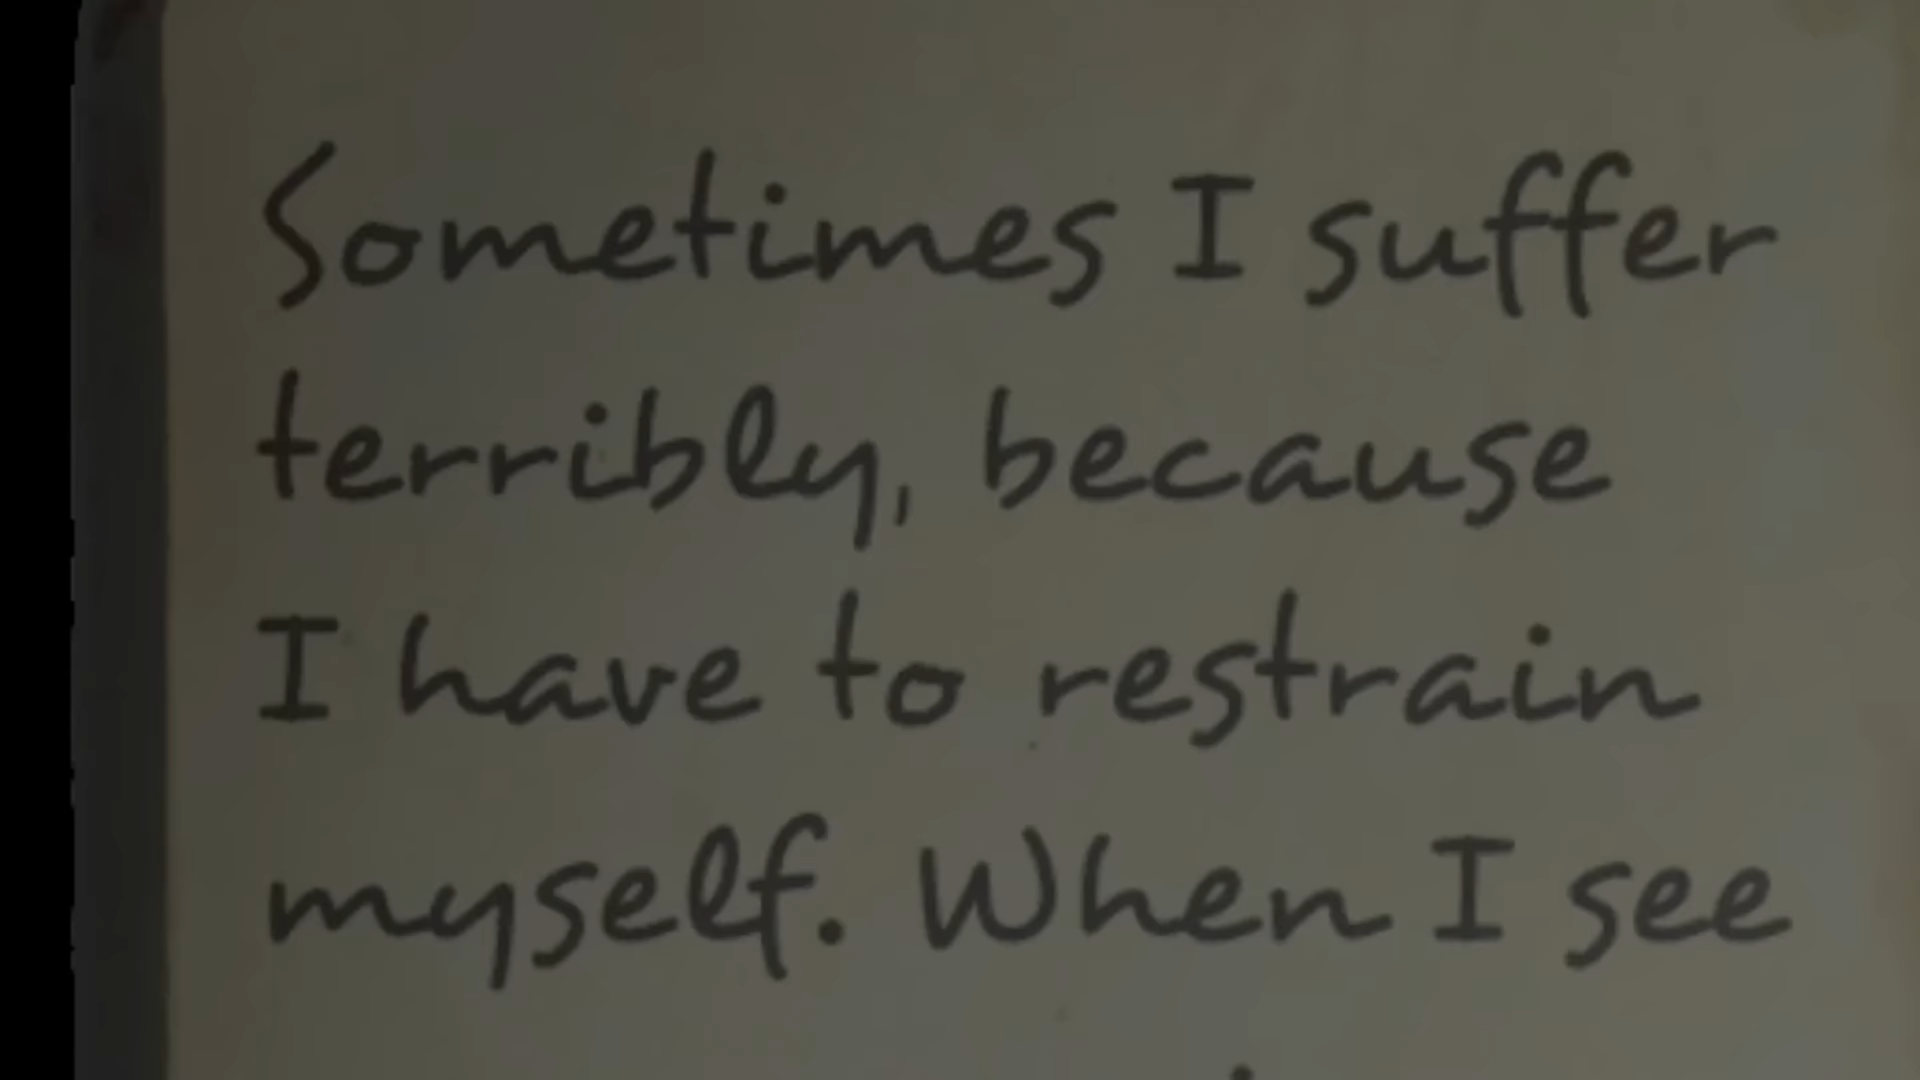 Sometimes I suffer
terribly, because
I have to restrain
myself. When I see